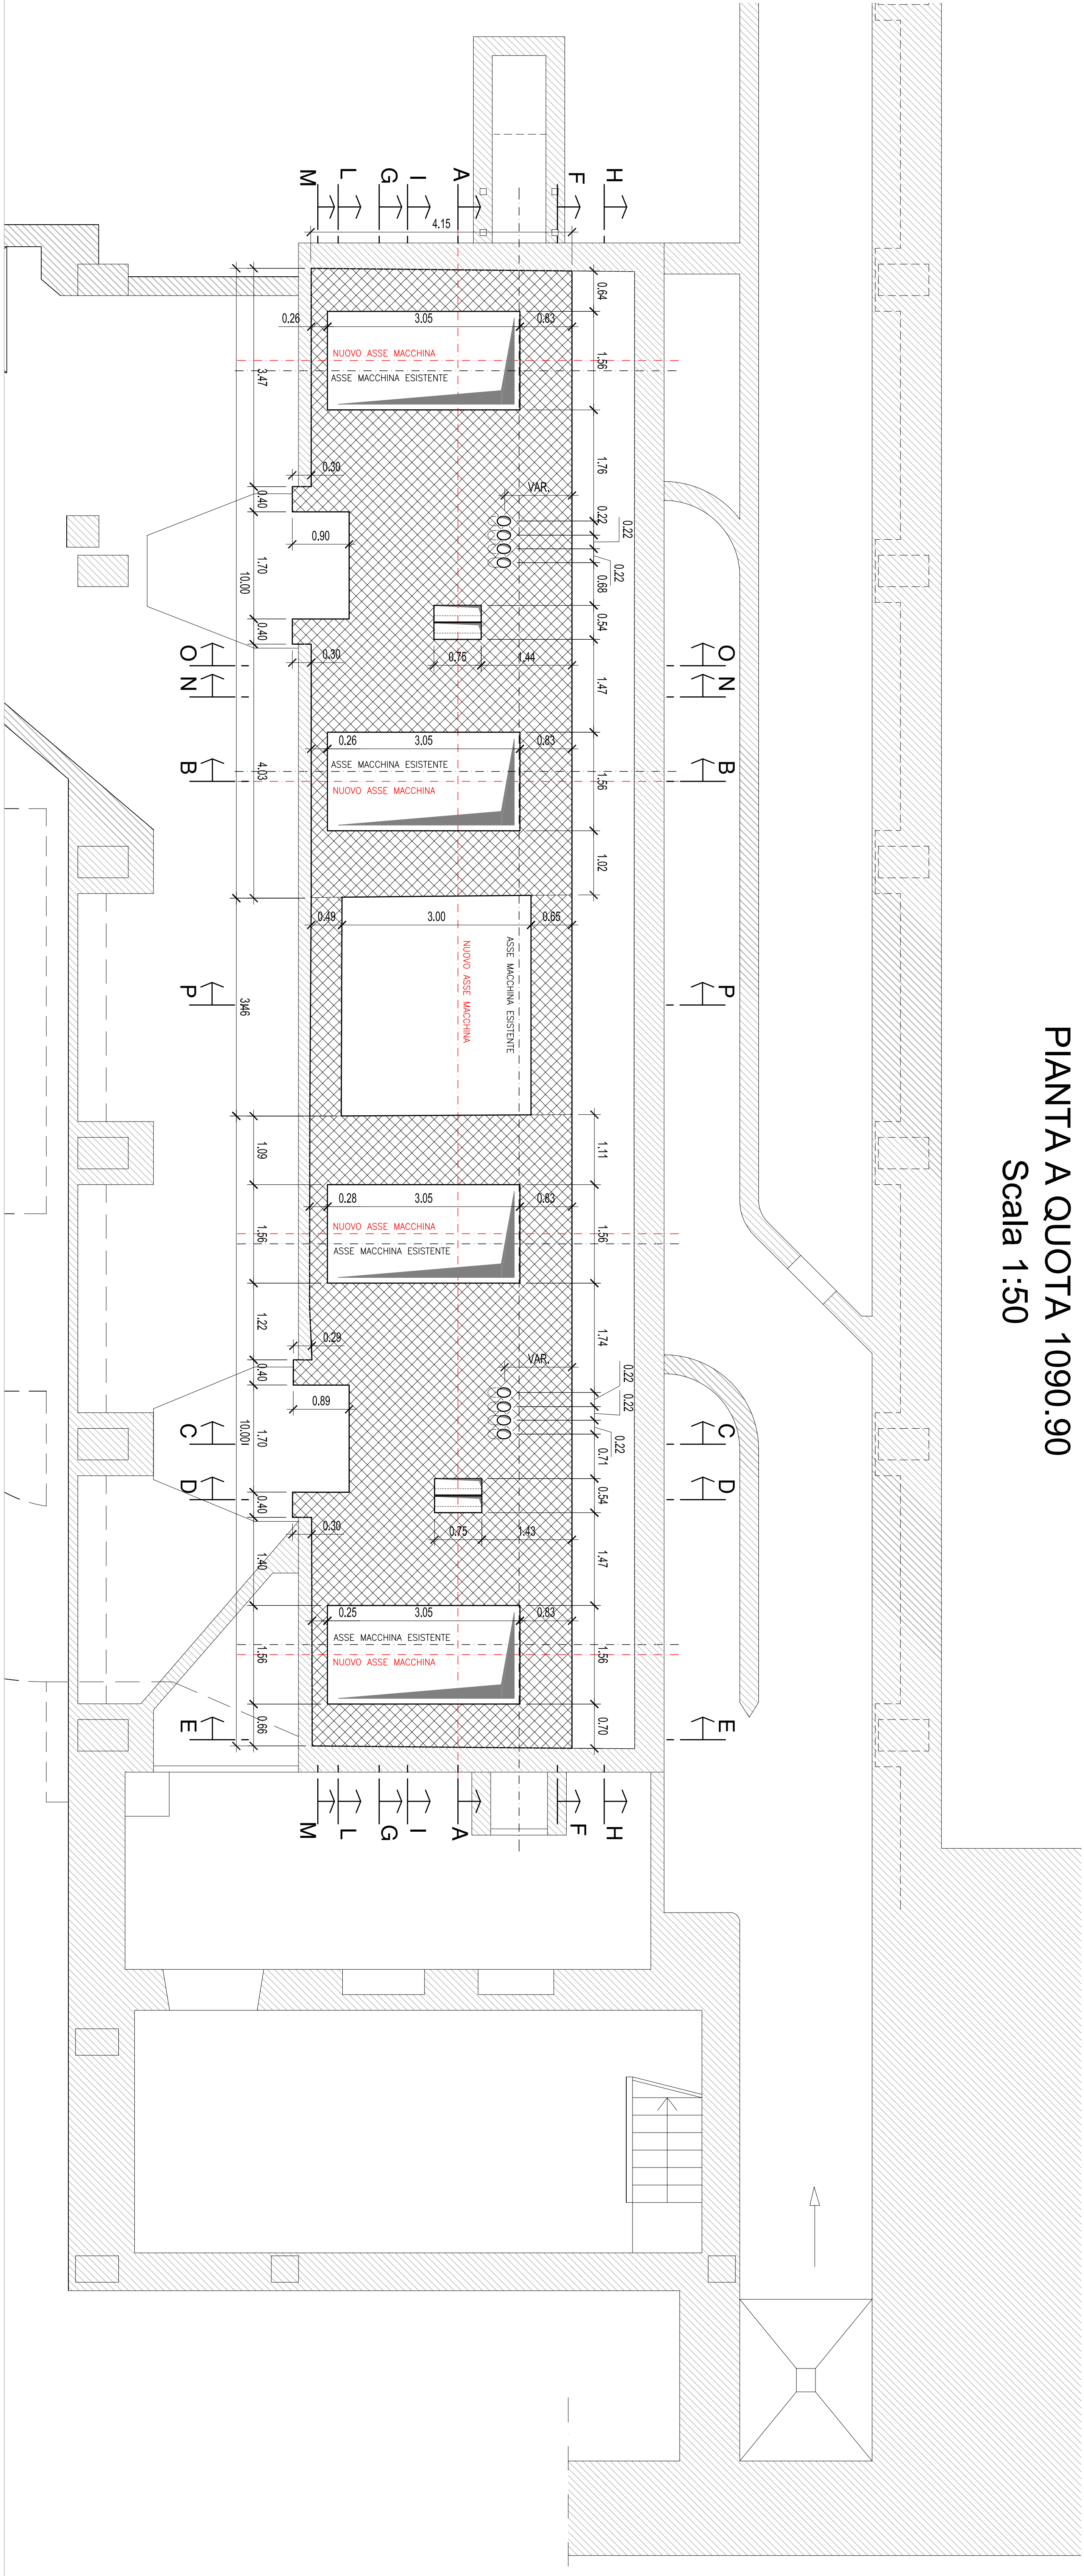 PIANTA A QUOTA 1090.90
Scala 1:50
H
F
A
I
G
L
M
4.15
0.64
0.26
3.05
0.83
1.56
NUOVO ASSE MACCHINA
ASSE MACCHINA ESISTENTE
3.47
1.76
0.30
0.40
VAR.
0.22
0.22
0.22
0.90
1.70
10.00
0.68
0.54
0.40
0.30
0.75
1.44
1.47
O
N
B
O
N
B
0.26
3.05
0.83
1.56
4.03
ASSE MACCHINA ESISTENTE
NUOVO ASSE MACCHINA
1.02
0.49
3.00
0.65
ASSE MACCHINA ESISTENTE
NUOVO ASSE MACCHINA
P
P
3.46
1.09
1.11
0.28
3.05
0.83
1.56
1.56
NUOVO ASSE MACCHINA
ASSE MACCHINA ESISTENTE
1.22
1.74
0.29
0.40
VAR.
0.22
0.22
0.22
0.89
10.00
1.70
0.71
0.54
C
D
C
D
0.40
0.30
0.75
1.43
1.40
1.47
0.25
3.05
0.83
1.56
1.56
ASSE MACCHINA ESISTENTE
NUOVO ASSE MACCHINA
0.66
0.70
E
E
H
F
A
I
G
L
M